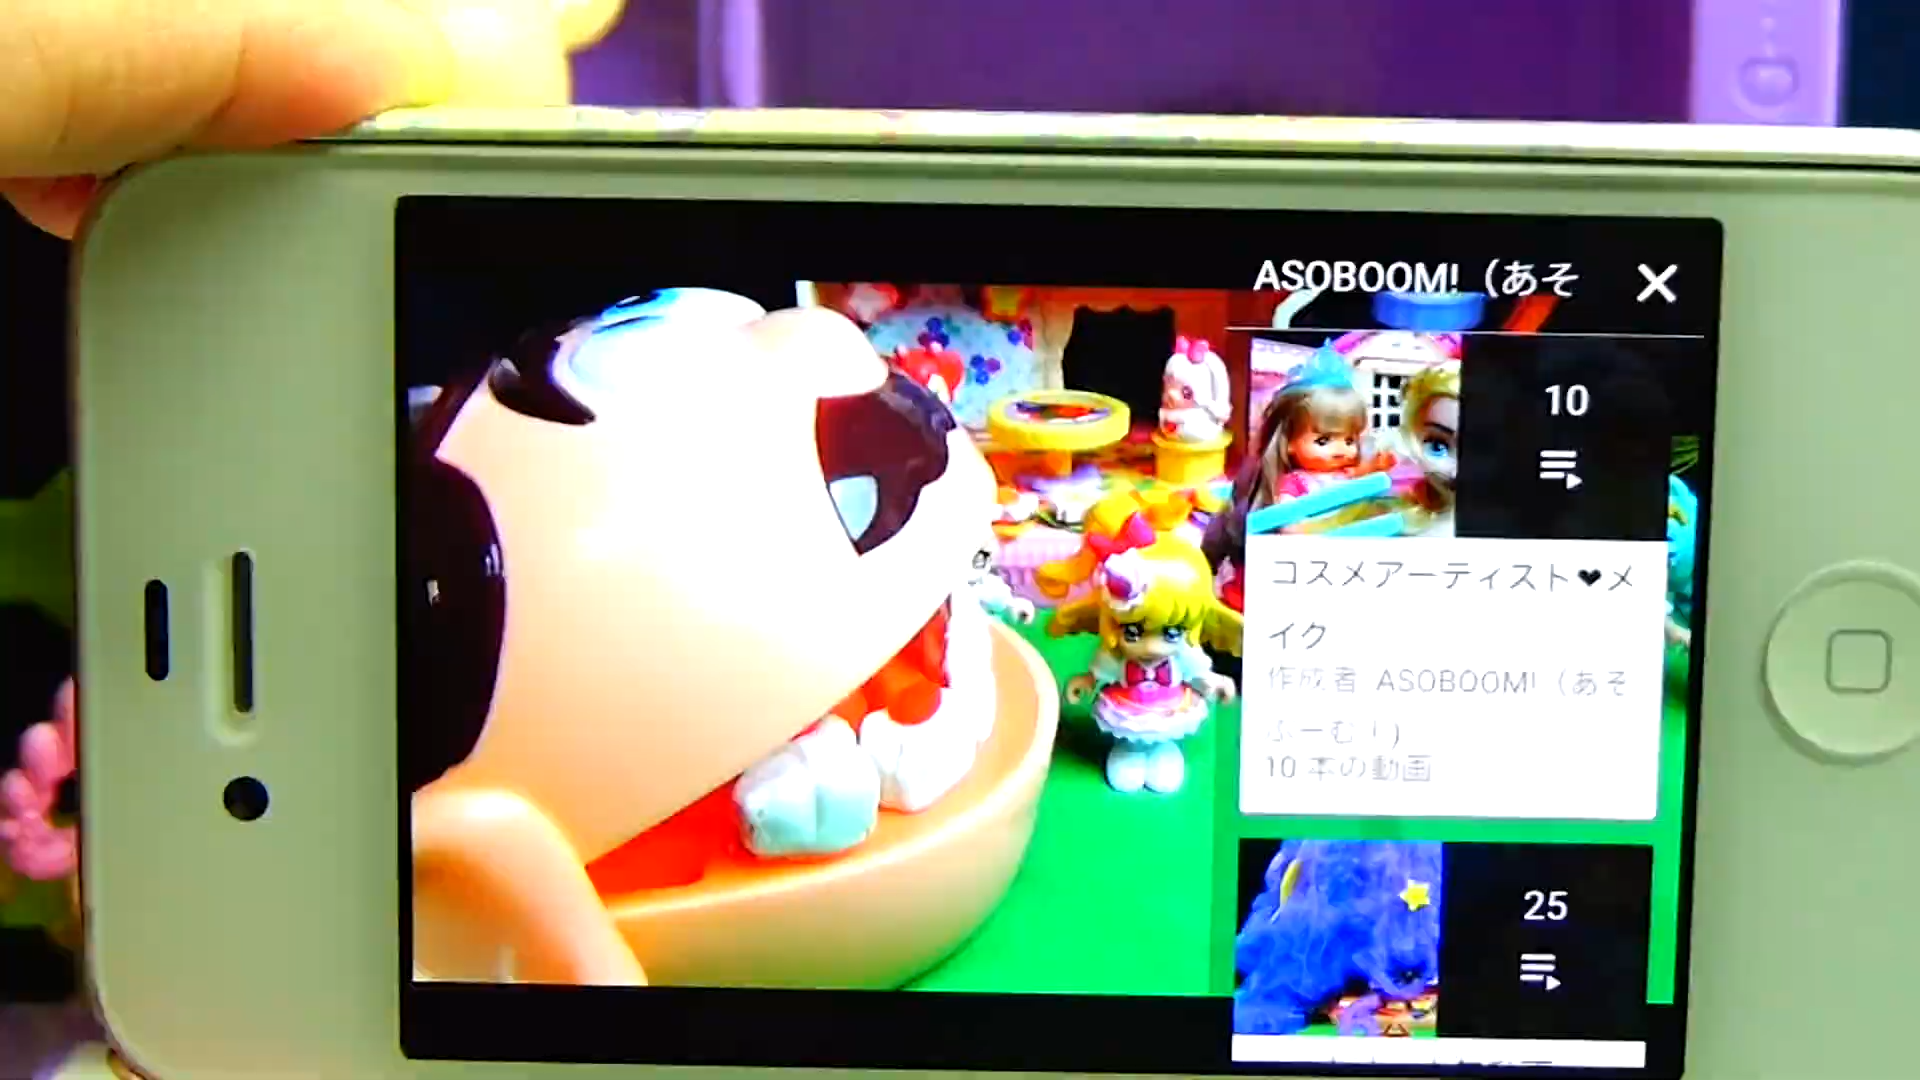 ASOBOOM!（あそ
10
コスメアーティスト❤メ
イク
作成者 ASOBOOM!（あそ
ぶーむ!)
10 本の動画
25